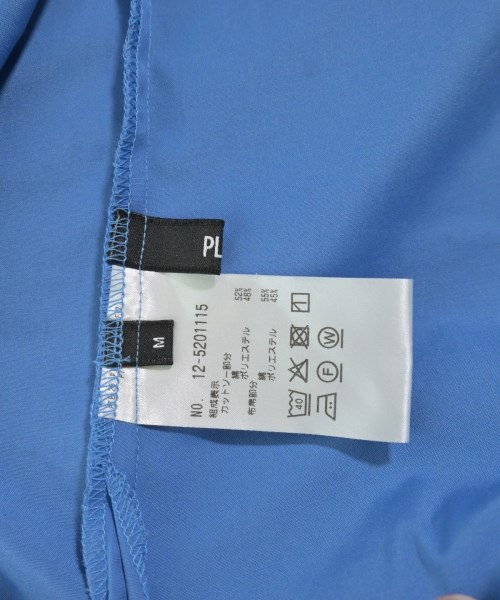 PL
M
NO. 12-5201115
組成表示
カットソー部分
綿 52%
ポリエステル 48%
布帛部分
綿 55%
ポリエステル 45%
40
F
W